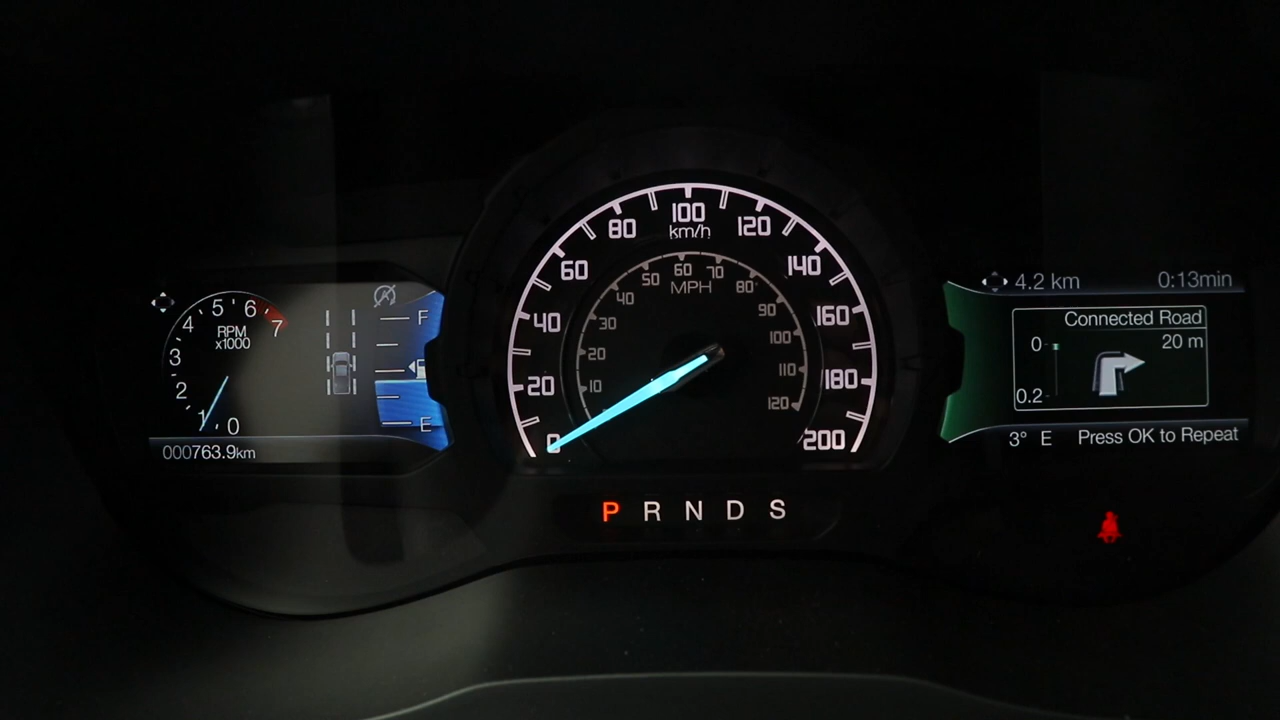 5 6
4 7
RPM
x1000
3
2
1 0
000763.9km
F
E
A
100
km/h
80 120
60 140
40 160
20 180
0 200
60
50 70
MPH
40 80
30 90
20 100
10 110
120
P R N D S
4.2 km 0:13min
Connected Road
0 20 m
0.2
3° E Press OK to Repeat